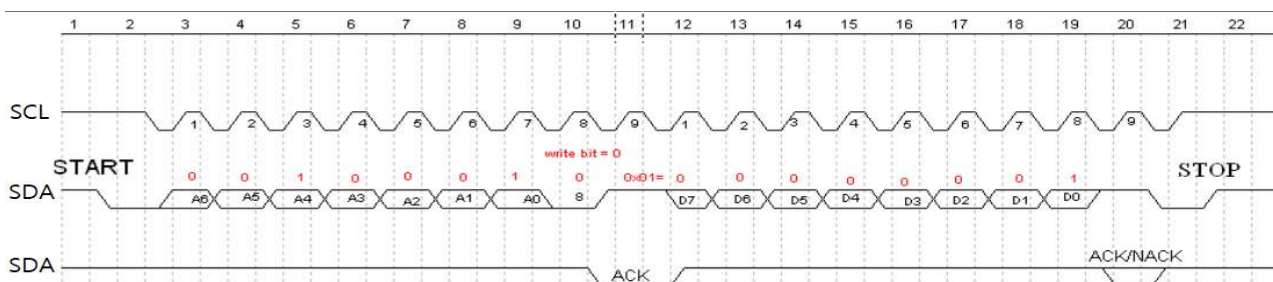 1 2 3 4 5 6 7 8 9 10 11 12 13 14 15 16 17 18 19 20 21 22
SCL 1 2 3 4 5 6 7 8 9 1 2 3 4 5 6 7 8 9
write bit = 0
START STOP
0 0 1 0 0 0 1 0 0x01= 0 0 0 0 0 0 0 1
SDA A6 A5 A4 A3 A2 A1 A0 8 D7 D6 D5 D4 D3 D2 D1 D0
ACK/NACK
SDA ACK